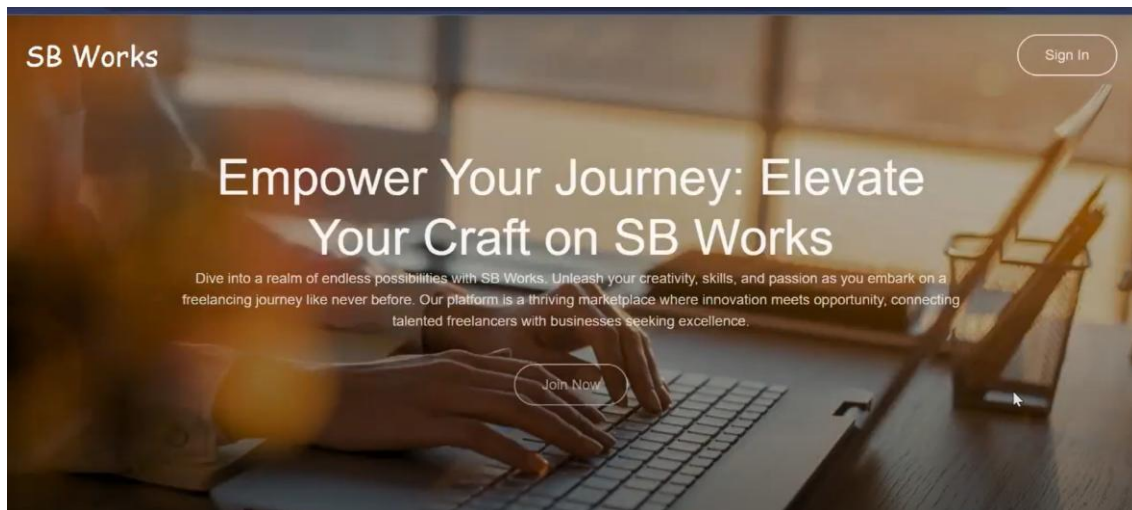 SB Works
Sign In
Empower Your Journey: Elevate
Your Craft on SB Works
Dive into a realm of endless possibilities with SB Works. Unleash your creativity, skills, and passion as you embark on a
freelancing journey like never before. Our platform is a thriving marketplace where innovation meets opportunity, connecting
talented freelancers with businesses seeking excellence.
Join Now